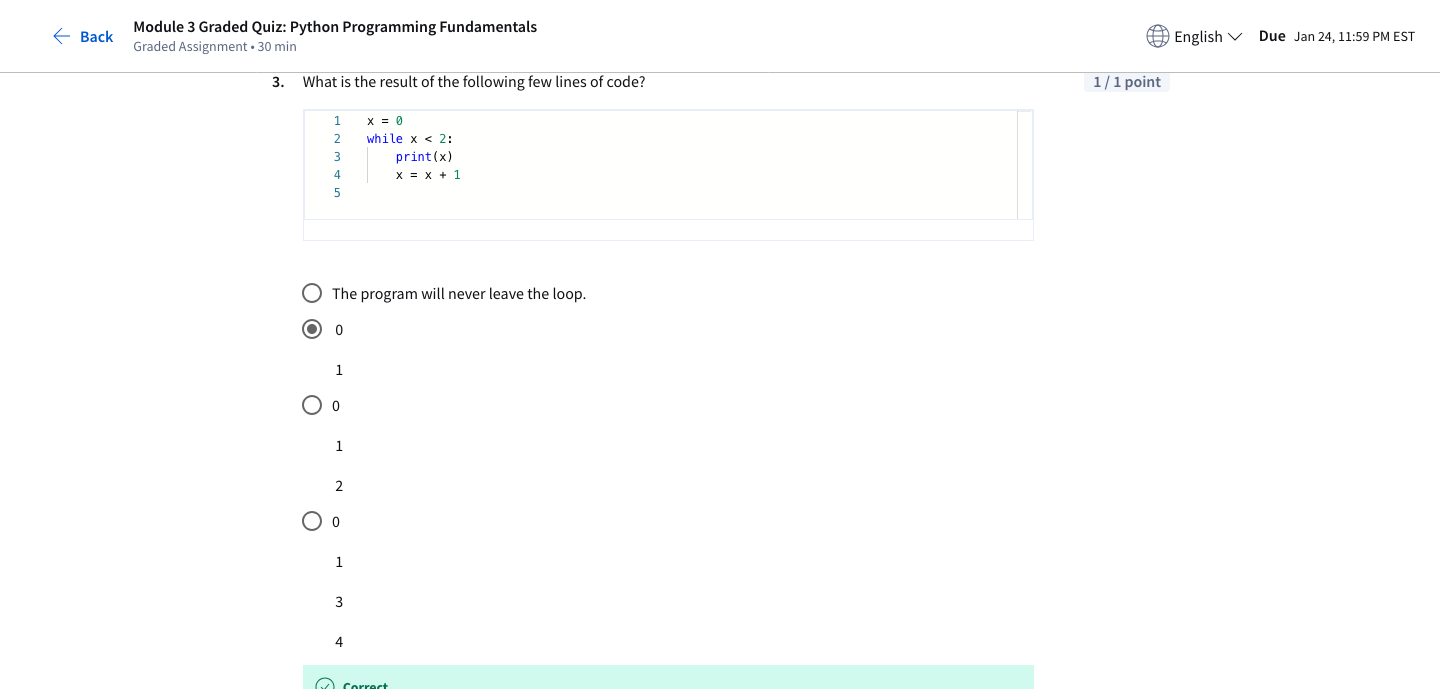 Back
Module 3 Graded Quiz: Python Programming Fundamentals
Graded Assignment • 30 min
English
Due Jan 24, 11:59 PM EST
3. What is the result of the following few lines of code?
1 / 1 point
1 x = 0
2 while x < 2:
3     print(x)
4     x = x + 1
5
The program will never leave the loop.
0
1
0
1
2
0
1
3
4
Correct